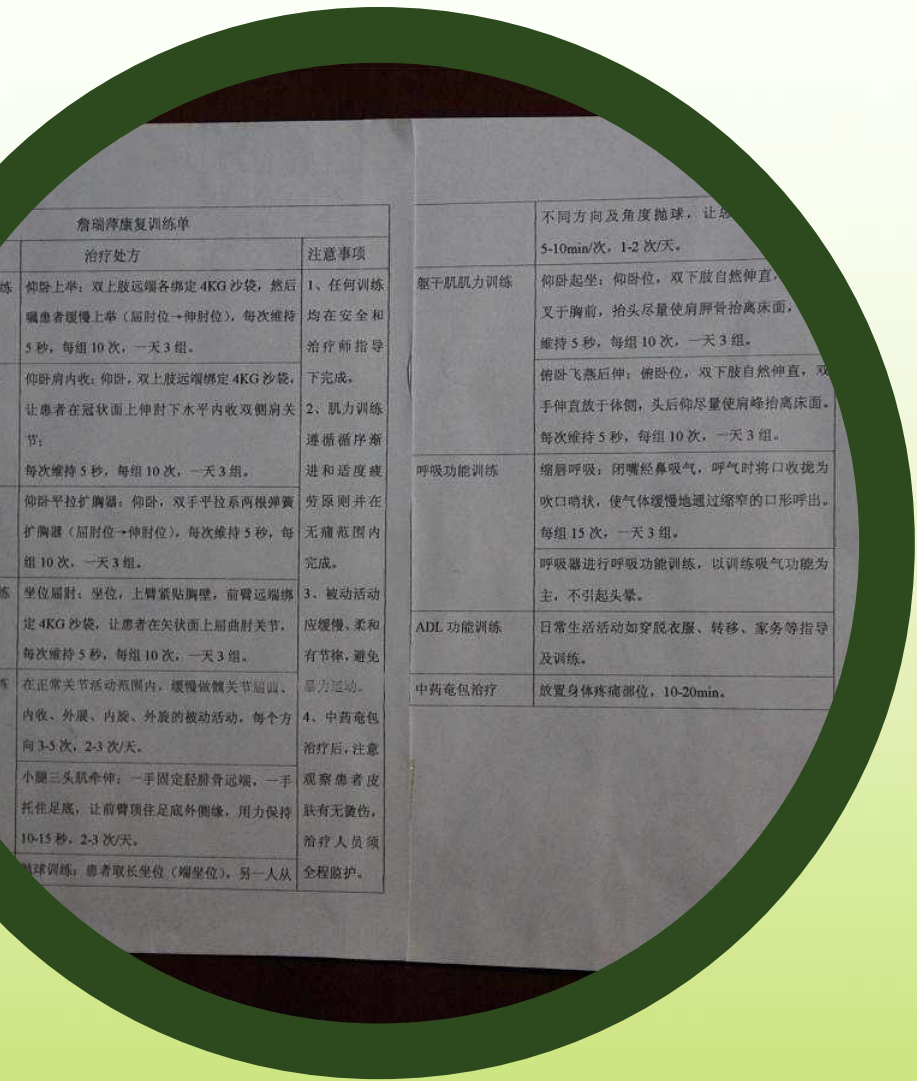 詹瑞萍康复训练单
治疗处方
注意事项
练
仰卧上举：双上肢远端各绑定 4KG 沙袋，然后
嘱患者缓慢上举（屈肘位→伸肘位），每次维持
5 秒，每组 10 次，一天 3 组。
仰卧肩内收：仰卧，双上肢远端绑定 4KG 沙袋，
让患者在冠状面上伸肘下水平内收双侧肩关
节；
每次维持 5 秒，每组 10 次，一天 3 组。
仰卧平拉扩胸器：仰卧，双手平拉系两根弹簧
扩胸器（屈肘位→伸肘位），每次维持 5 秒，每
组 10 次，一天 3 组。
练
坐位屈肘：坐位，上臂紧贴胸壁，前臂远端绑
定 4KG 沙袋，让患者在矢状面上屈曲肘关节，
每次维持 5 秒，每组 10 次，一天 3 组。
练
在正常关节活动范围内，缓慢做髋关节屈曲、
内收、外展、内旋、外旋的被动活动，每个方
向 3-5 次，2-3 次/天。
小腿三头肌牵伸：一手固定胫腓骨远端，一手
托住足底，让前臂顶住足底外侧缘，用力保持
10-15 秒，2-3 次/天。
球训练：患者取长坐位（端坐位），另一人从
1、任何训练
均在安全和
治疗师指导
下完成。
2、肌力训练
遵循循序渐
进和适度疲
劳原则并在
无痛范围内
完成。
3、被动活动
应缓慢、柔和
有节律，避免
暴力运动。
4、中药奄包
治疗后，注意
观察患者皮
肤有无烫伤，
治疗人员须
全程监护。
不同方向及角度抛球，让
5-10min/次，1-2 次/天。
躯干肌肌力训练
仰卧起坐：仰卧位，双下肢自然伸直，
叉于胸前，抬头尽量使肩胛骨抬离床面，
维持 5 秒，每组 10 次，一天 3 组。
俯卧飞燕后伸：俯卧位，双下肢自然伸直，双
手伸直放于体侧，头后仰尽量使肩峰抬离床面。
每次维持 5 秒，每组 10 次，一天 3 组。
呼吸功能训练
缩唇呼吸：闭嘴经鼻吸气，呼气时将口收拢为
吹口哨状，使气体缓慢地通过缩窄的口形呼出。
每组 15 次，一天 3 组。
呼吸器进行呼吸功能训练，以训练吸气功能为
主，不引起头晕。
ADL 功能训练
日常生活活动如穿脱衣服、转移、家务等指导
及训练。
中药奄包治疗
放置身体疼痛部位，10-20min。